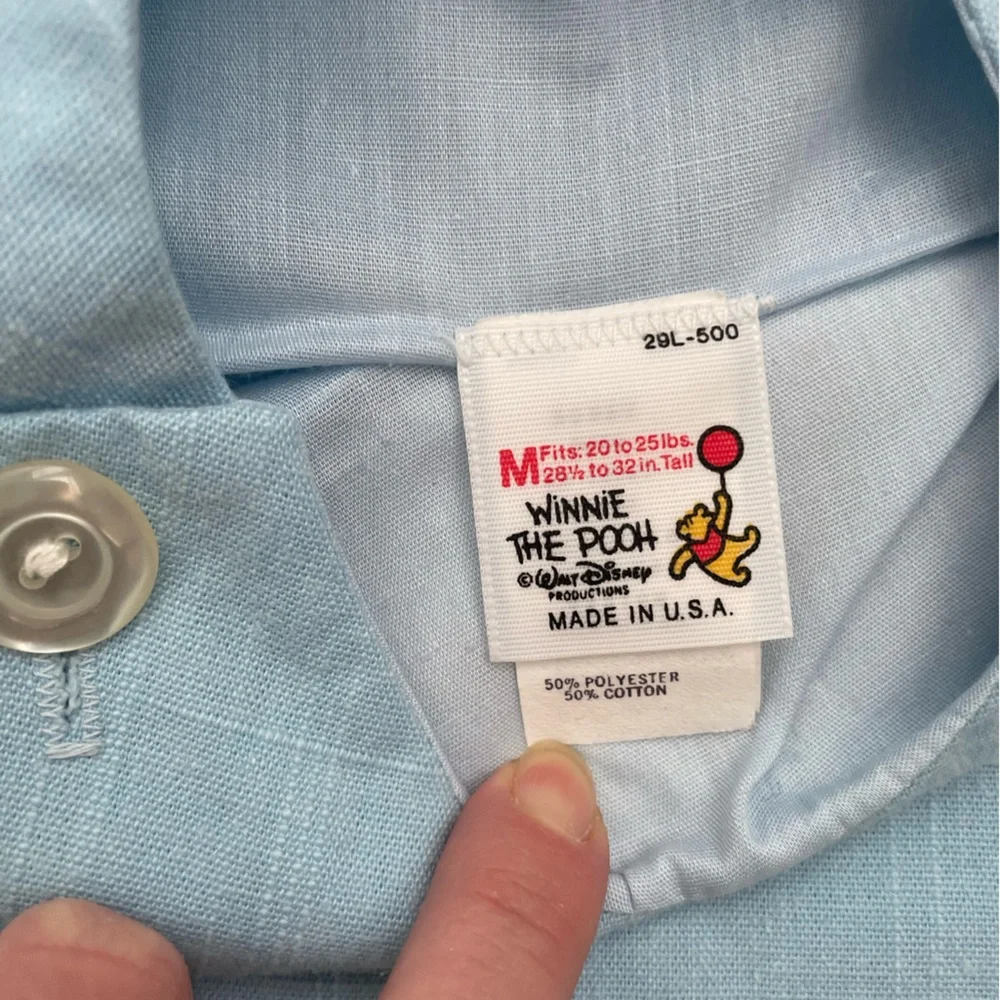 29L-500
M Fits: 20 to 25 lbs.
28½ to 32 in. Tall
WiNNiE
THE POOH
© WALT DiSNEY
PRODUCTIONS
MADE IN U.S.A.
50% POLYESTER
50% COTTON